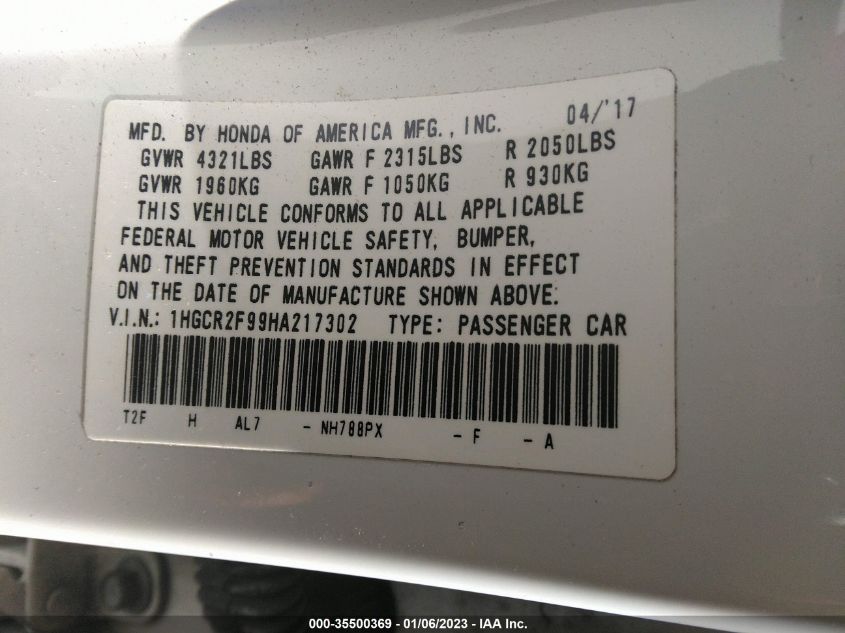 MFD. BY HONDA OF AMERICA MFG., INC. 04/'17
GVWR 4321LBS GAWR F 2315LBS R 2050LBS
GVWR 1960KG GAWR F 1050KG R 930KG
THIS VEHICLE CONFORMS TO ALL APPLICABLE
FEDERAL MOTOR VEHICLE SAFETY, BUMPER,
AND THEFT PREVENTION STANDARDS IN EFFECT
ON THE DATE OF MANUFACTURE SHOWN ABOVE.
V.I.N.: 1HGCR2F99HA217302 TYPE: PASSENGER CAR
T2F H AL7 - NH788PX - F - A
000-35500369 - 01/06/2023 - IAA Inc.